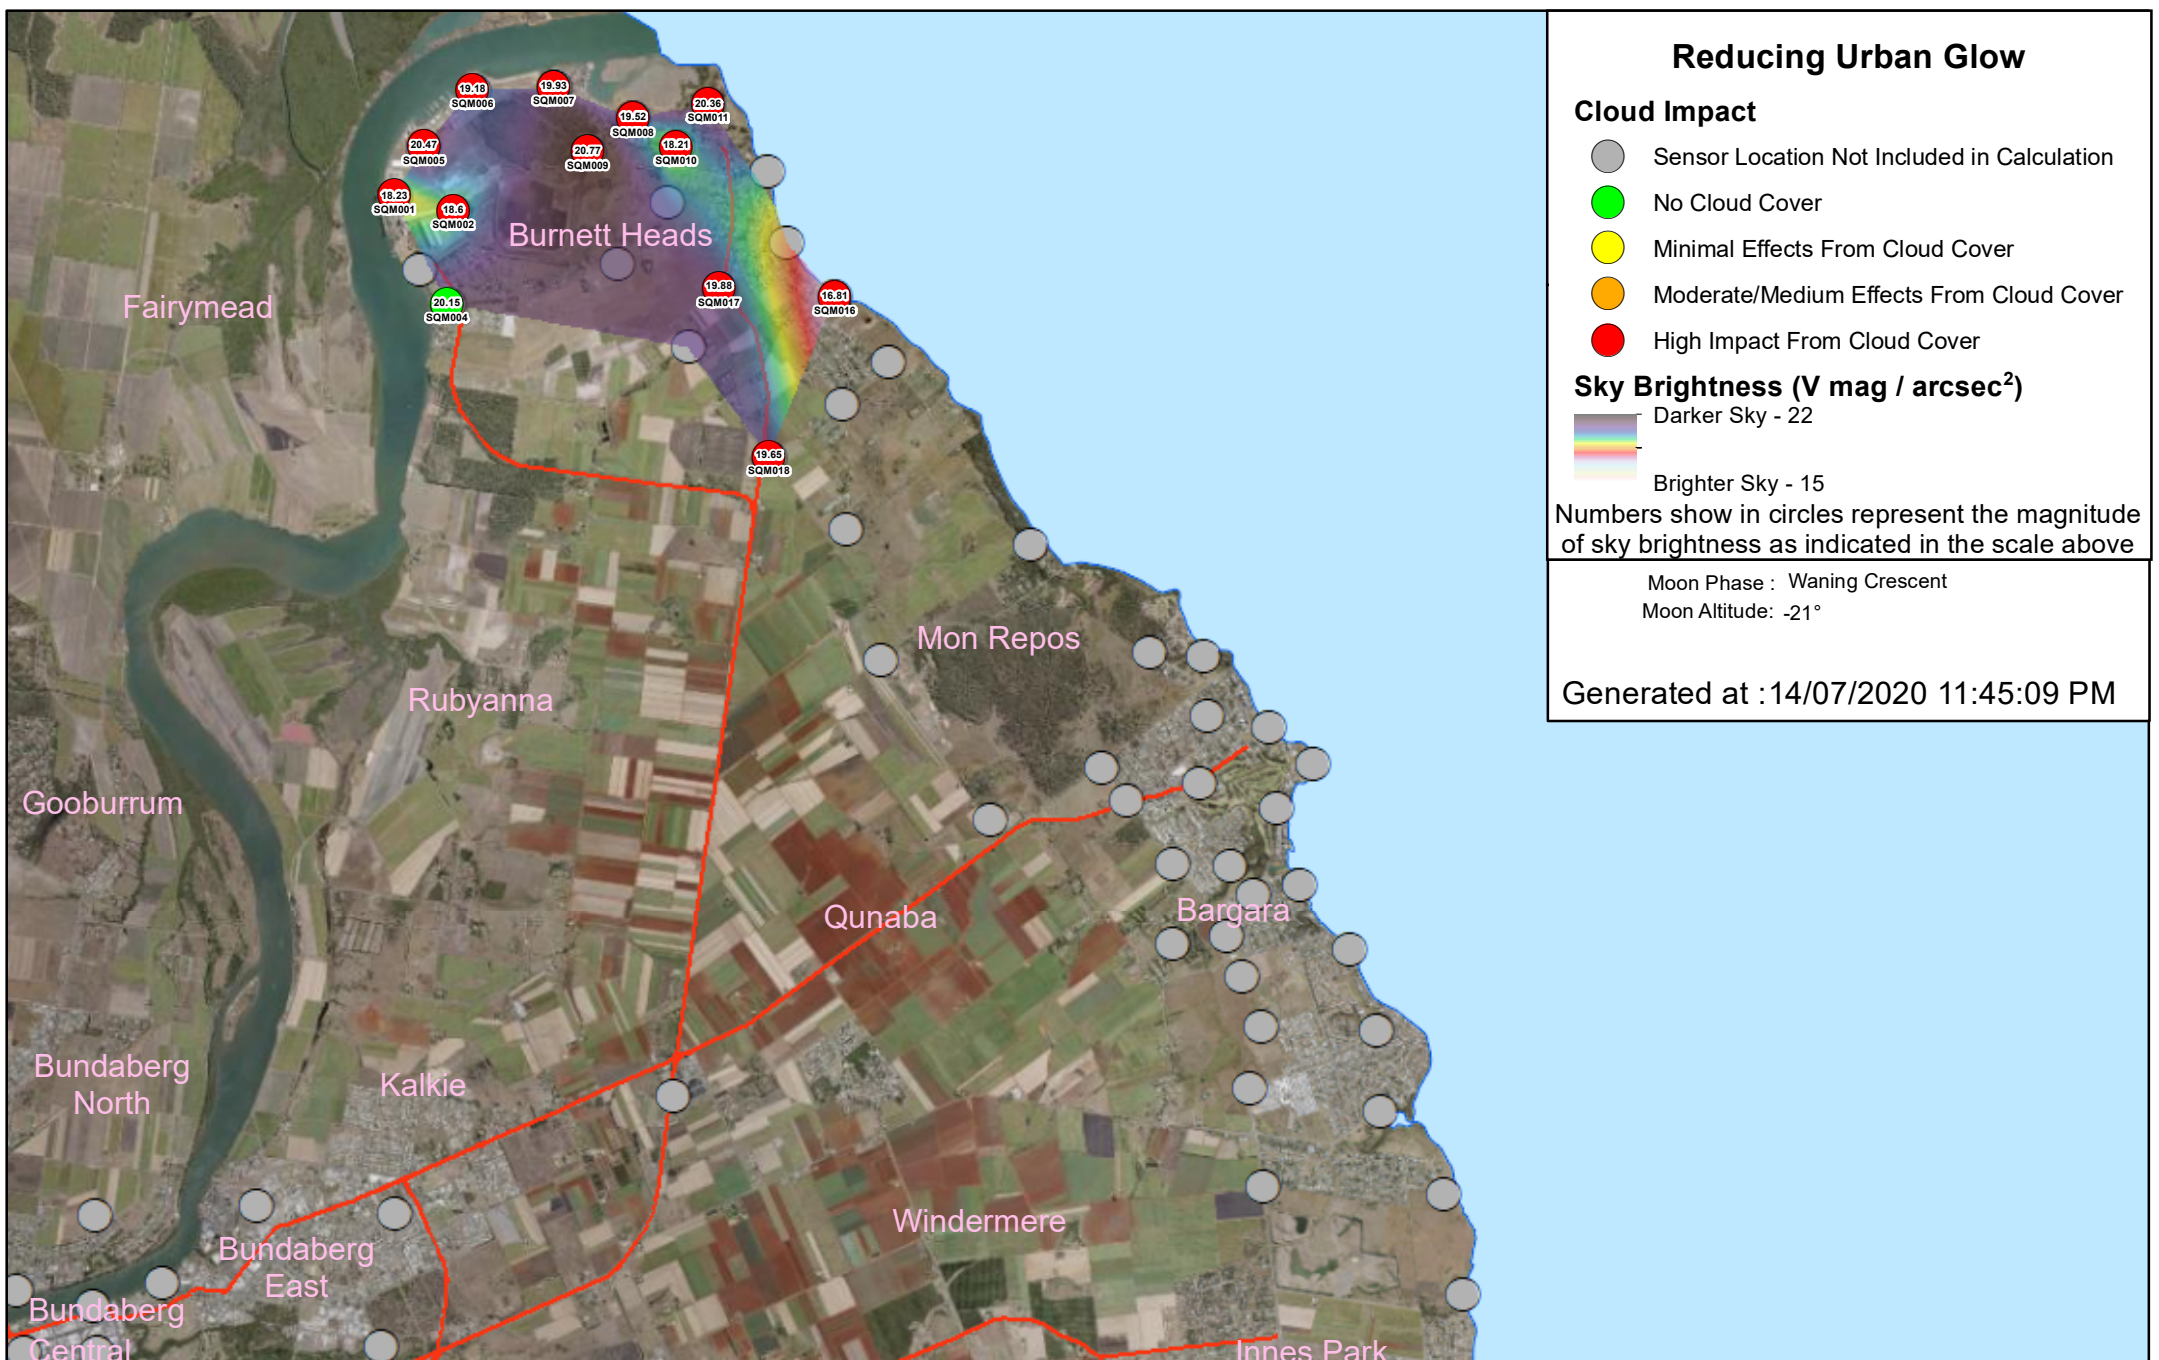 Reducing Urban Glow
Cloud Impact
Sensor Location Not Included in Calculation
No Cloud Cover
Minimal Effects From Cloud Cover
Moderate/Medium Effects From Cloud Cover
High Impact From Cloud Cover
Sky Brightness (V mag / arcsec²)
Darker Sky - 22
Brighter Sky - 15
Numbers show in circles represent the magnitude
of sky brightness as indicated in the scale above
Moon Phase : Waning Crescent
Moon Altitude: -21°
Generated at :14/07/2020 11:45:09 PM
19.18
SQM006
19.93
SQM007
19.52
SQM008
20.36
SQM011
20.47
SQM005
20.77
SQM009
18.21
SQM010
18.23
SQM001
18.6
SQM002
Burnett Heads
20.15
SQM004
19.88
SQM017
16.81
SQM016
Fairymead
19.65
SQM018
Mon Repos
Rubyanna
Gooburrum
Qunaba
Bargara
Bundaberg
North
Kalkie
Windermere
Bundaberg
East
Bundaberg
Central
Innes Park